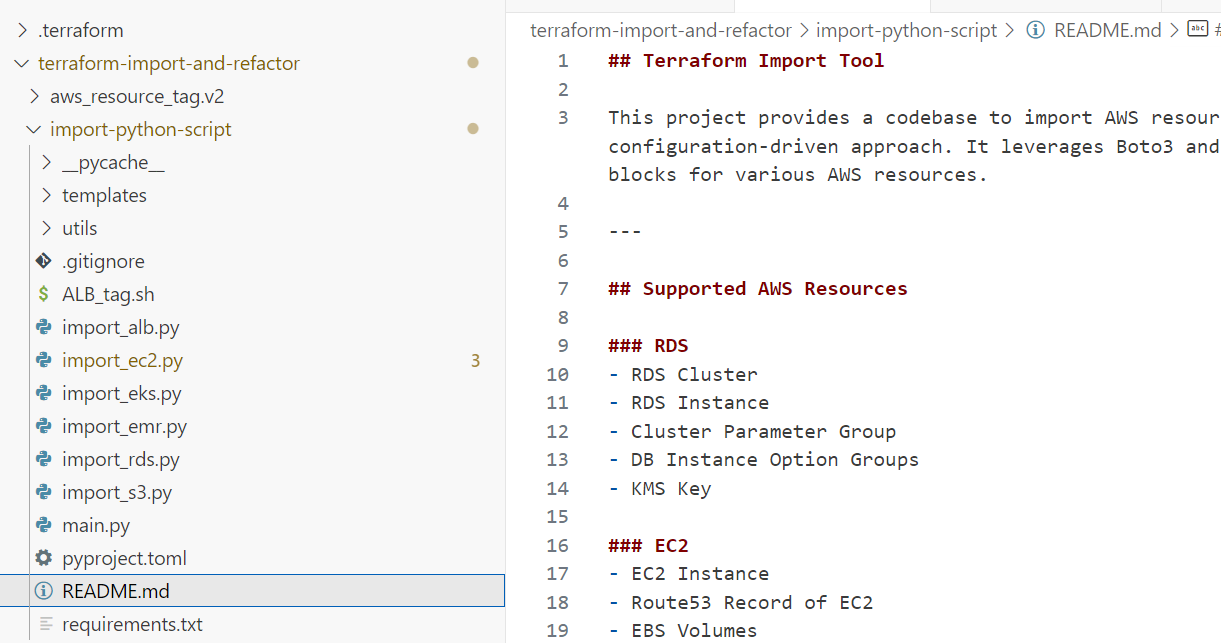 .terraform
terraform-import-and-refactor
aws_resource_tag.v2
import-python-script
__pycache__
templates
utils
.gitignore
$ ALB_tag.sh
import_alb.py
import_ec2.py 3
import_eks.py
import_emr.py
import_rds.py
import_s3.py
main.py
pyproject.toml
README.md
requirements.txt
terraform-import-and-refactor > import-python-script > README.md > abc #
1 ## Terraform Import Tool
2
3 This project provides a codebase to import AWS resour
configuration-driven approach. It leverages Boto3 and
blocks for various AWS resources.
4
5 ---
6
7 ## Supported AWS Resources
8
9 ### RDS
10 - RDS Cluster
11 - RDS Instance
12 - Cluster Parameter Group
13 - DB Instance Option Groups
14 - KMS Key
15
16 ### EC2
17 - EC2 Instance
18 - Route53 Record of EC2
19 - EBS Volumes